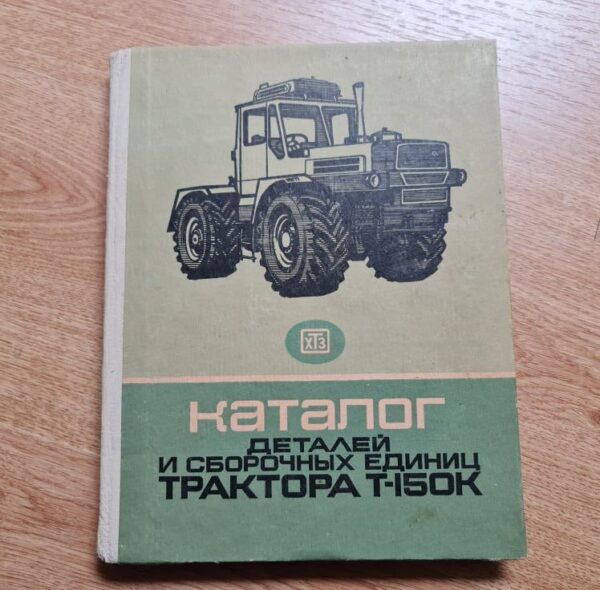 ХТЗ
каталог
ДЕТАЛЕЙ
И СБОРОЧНЫХ ЕДИНИЦ
ТРАКТОРА Т-150К